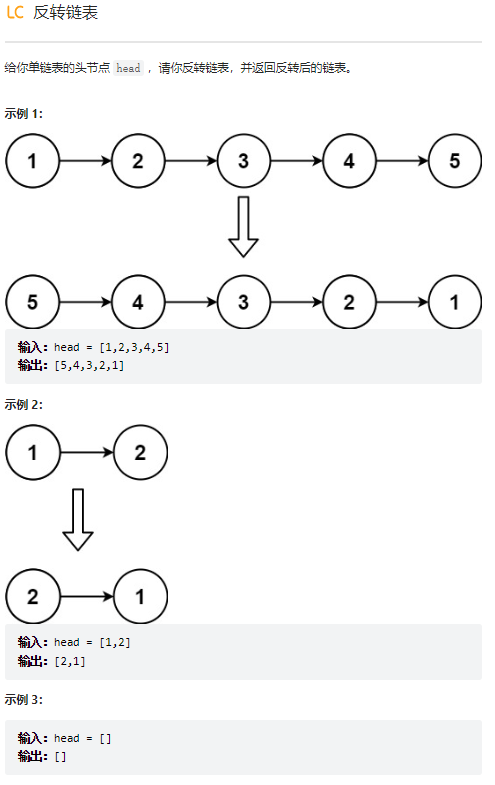 LC 反转链表
给你单链表的头节点 head ，请你反转链表，并返回反转后的链表。
示例 1：
1 2 3 4 5
5 4 3 2 1
输入：head = [1,2,3,4,5]
输出：[5,4,3,2,1]
示例 2：
1 2
2 1
输入：head = [1,2]
输出：[2,1]
示例 3：
输入：head = []
输出：[]